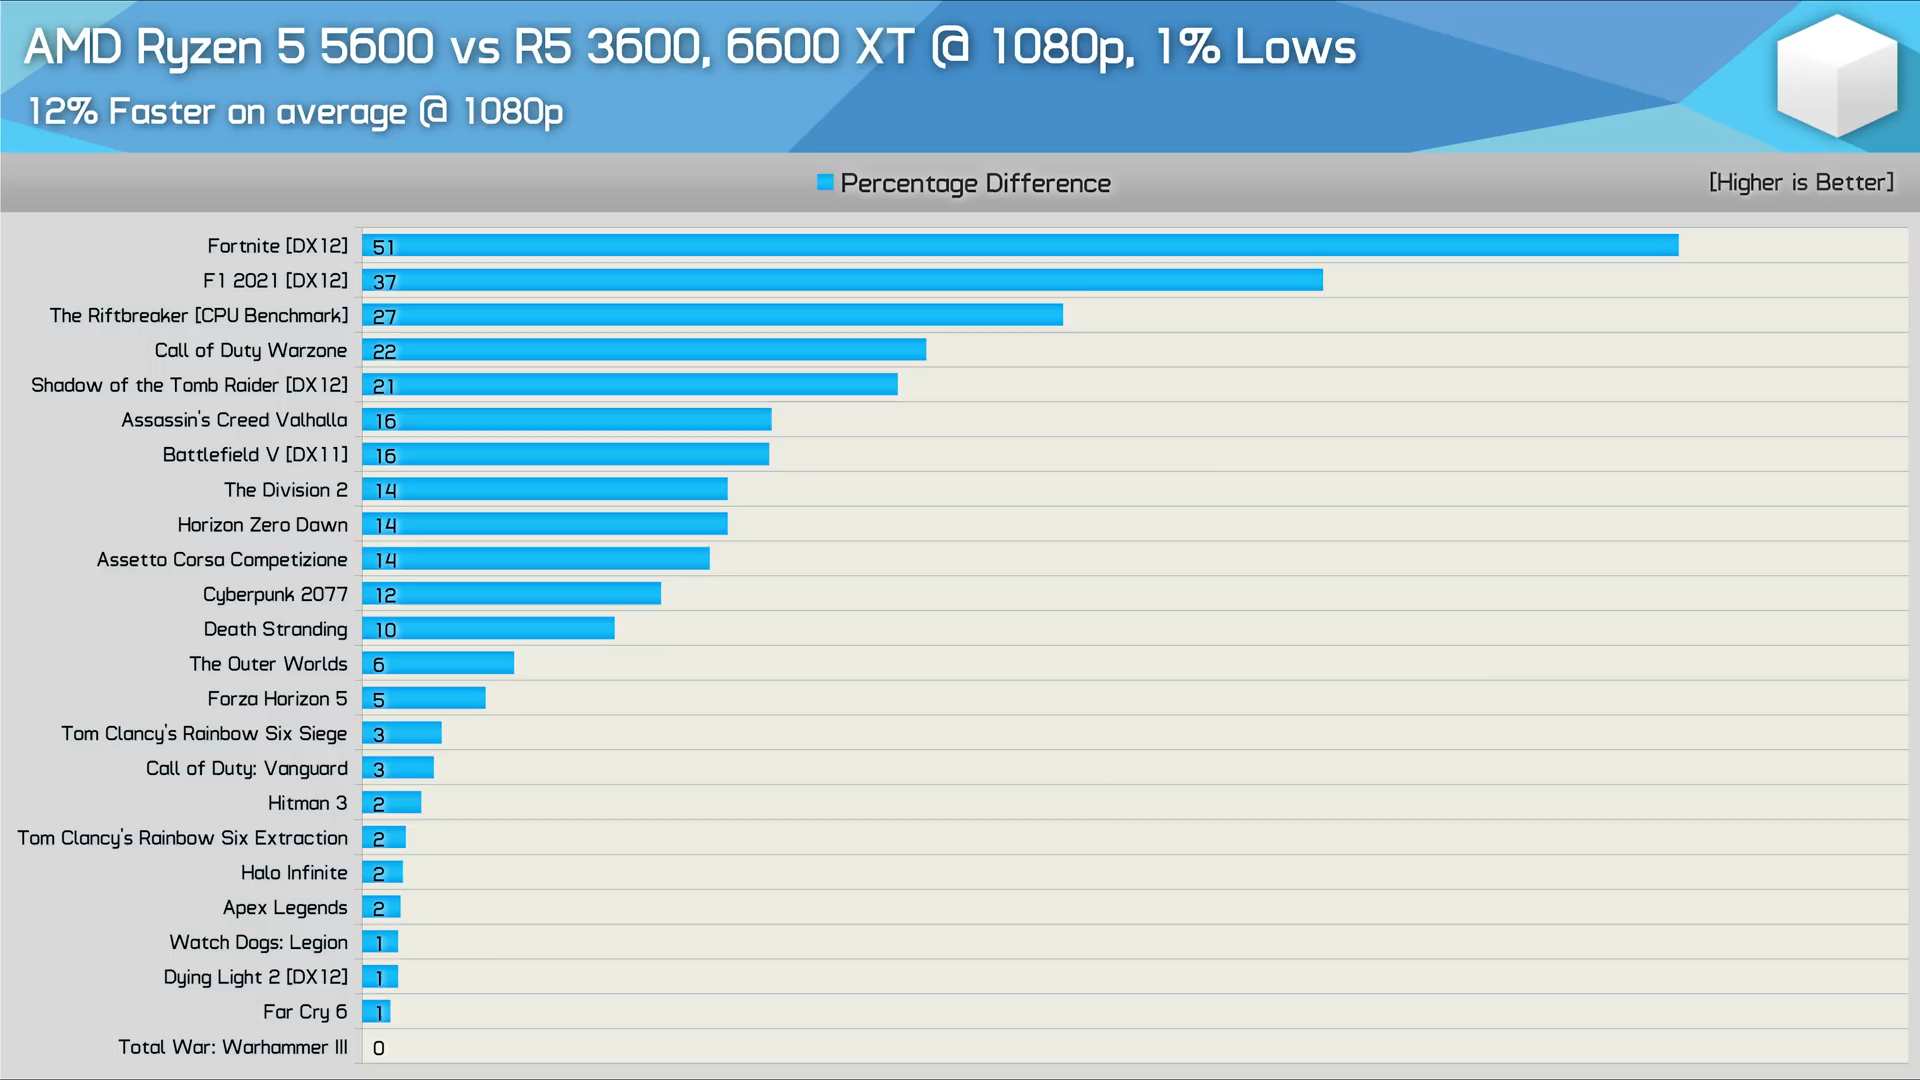 AMD Ryzen 5 5600 vs R5 3600, 6600 XT @ 1080p, 1% Lows
12% Faster on average @ 1080p
Percentage Difference
[Higher is Better]
Fortnite [DX12] 51
F1 2021 [DX12] 37
The Riftbreaker [CPU Benchmark] 27
Call of Duty Warzone 22
Shadow of the Tomb Raider [DX12] 21
Assassin's Creed Valhalla 16
Battlefield V [DX11] 16
The Division 2 14
Horizon Zero Dawn 14
Assetto Corsa Competizione 14
Cyberpunk 2077 12
Death Stranding 10
The Outer Worlds 6
Forza Horizon 5 5
Tom Clancy's Rainbow Six Siege 3
Call of Duty: Vanguard 3
Hitman 3 2
Tom Clancy's Rainbow Six Extraction 2
Halo Infinite 2
Apex Legends 2
Watch Dogs: Legion 1
Dying Light 2 [DX12] 1
Far Cry 6 1
Total War: Warhammer III 0